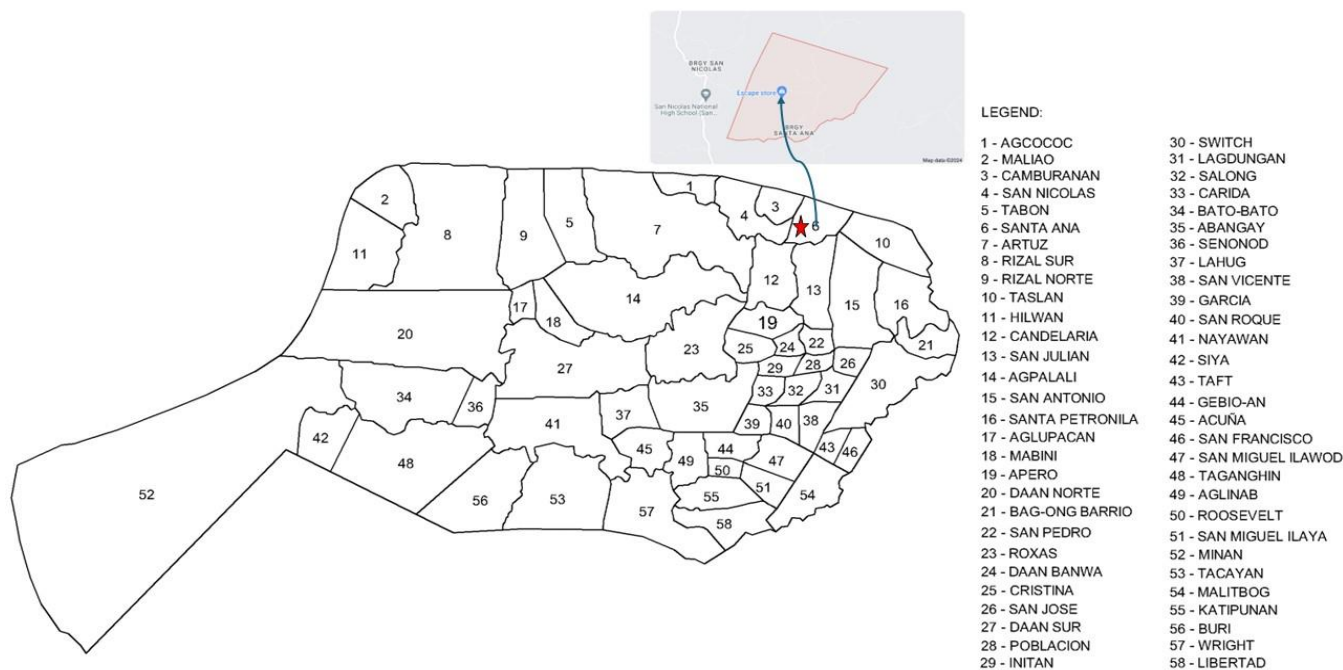 BRGY SAN
NICOLAS
Escape store
San Nicolas National
High School (San...
BRGY
SANTA ANA
Map data ©2024
1
2
3
4
5
6
7
8
9
10
11
12
13
14
15
16
17
18
19
20
21
22
23
24
25
26
27
28
29
30
31
32
33
34
35
36
37
38
39
40
41
42
43
44
45
46
47
48
49
50
51
52
53
54
55
56
57
58
LEGEND:
1 - AGCOCOC
2 - MALIAO
3 - CAMBURANAN
4 - SAN NICOLAS
5 - TABON
6 - SANTA ANA
7 - ARTUZ
8 - RIZAL SUR
9 - RIZAL NORTE
10 - TASLAN
11 - HILWAN
12 - CANDELARIA
13 - SAN JULIAN
14 - AGPALALI
15 - SAN ANTONIO
16 - SANTA PETRONILA
17 - AGLUPACAN
18 - MABINI
19 - APERO
20 - DAAN NORTE
21 - BAG-ONG BARRIO
22 - SAN PEDRO
23 - ROXAS
24 - DAAN BANWA
25 - CRISTINA
26 - SAN JOSE
27 - DAAN SUR
28 - POBLACION
29 - INITAN
30 - SWITCH
31 - LAGDUNGAN
32 - SALONG
33 - CARIDA
34 - BATO-BATO
35 - ABANGAY
36 - SENONOD
37 - LAHUG
38 - SAN VICENTE
39 - GARCIA
40 - SAN ROQUE
41 - NAYAWAN
42 - SIYA
43 - TAFT
44 - GEBIO-AN
45 - ACUÑA
46 - SAN FRANCISCO
47 - SAN MIGUEL ILAWOD
48 - TAGANGHIN
49 - AGLINAB
50 - ROOSEVELT
51 - SAN MIGUEL ILAYA
52 - MINAN
53 - TACAYAN
54 - MALITBOG
55 - KATIPUNAN
56 - BURI
57 - WRIGHT
58 - LIBERTAD